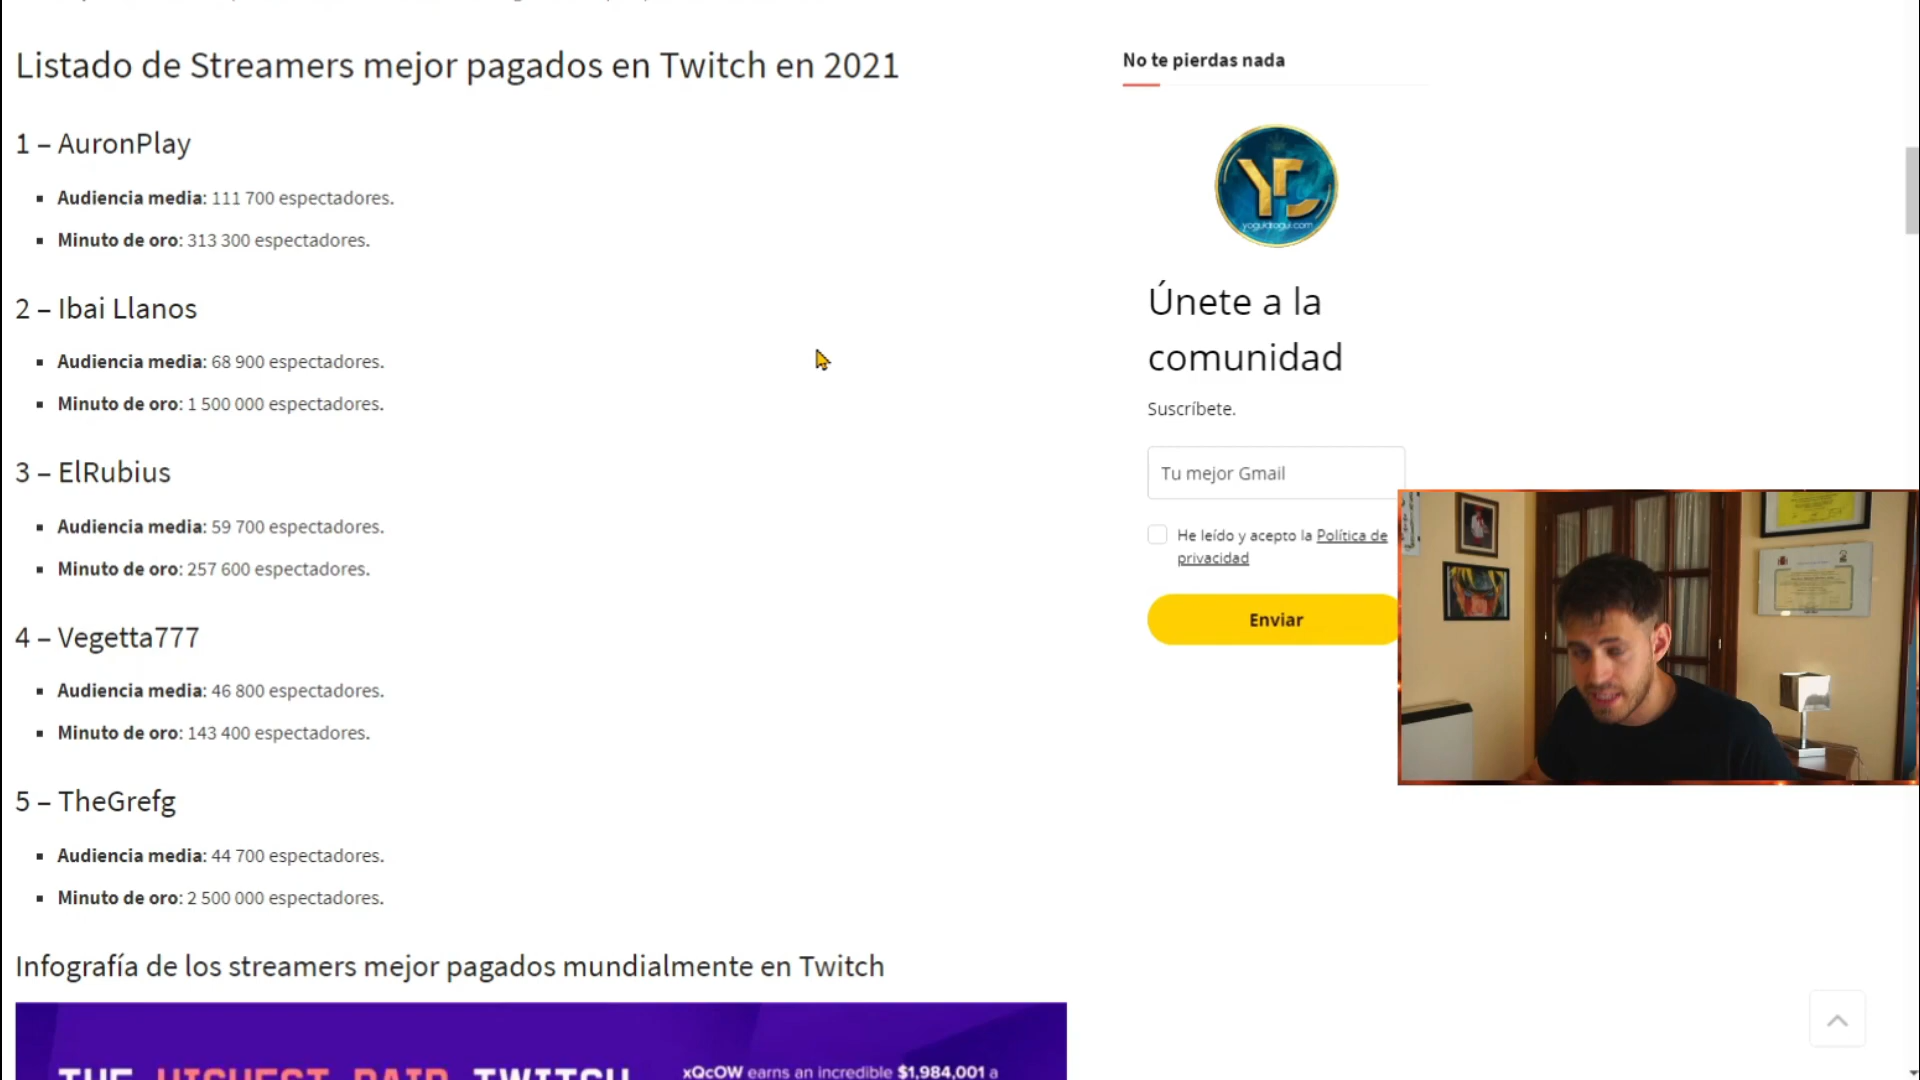 Listado de Streamers mejor pagados en Twitch en 2021
1 – AuronPlay
▪ Audiencia media: 111 700 espectadores.
▪ Minuto de oro: 313 300 espectadores.
2 – Ibai Llanos
▪ Audiencia media: 68 900 espectadores.
▪ Minuto de oro: 1 500 000 espectadores.
3 – ElRubius
▪ Audiencia media: 59 700 espectadores.
▪ Minuto de oro: 257 600 espectadores.
4 – Vegetta777
▪ Audiencia media: 46 800 espectadores.
▪ Minuto de oro: 143 400 espectadores.
5 – TheGrefg
▪ Audiencia media: 44 700 espectadores.
▪ Minuto de oro: 2 500 000 espectadores.
Infografía de los streamers mejor pagados mundialmente en Twitch
THE HIGHEST PAID TWITCH
xQcOW earns an incredible $1,984,001 a
No te pierdas nada
Únete a la
comunidad
Suscríbete.
Tu mejor Gmail
He leído y acepto la Política de
privacidad
Enviar